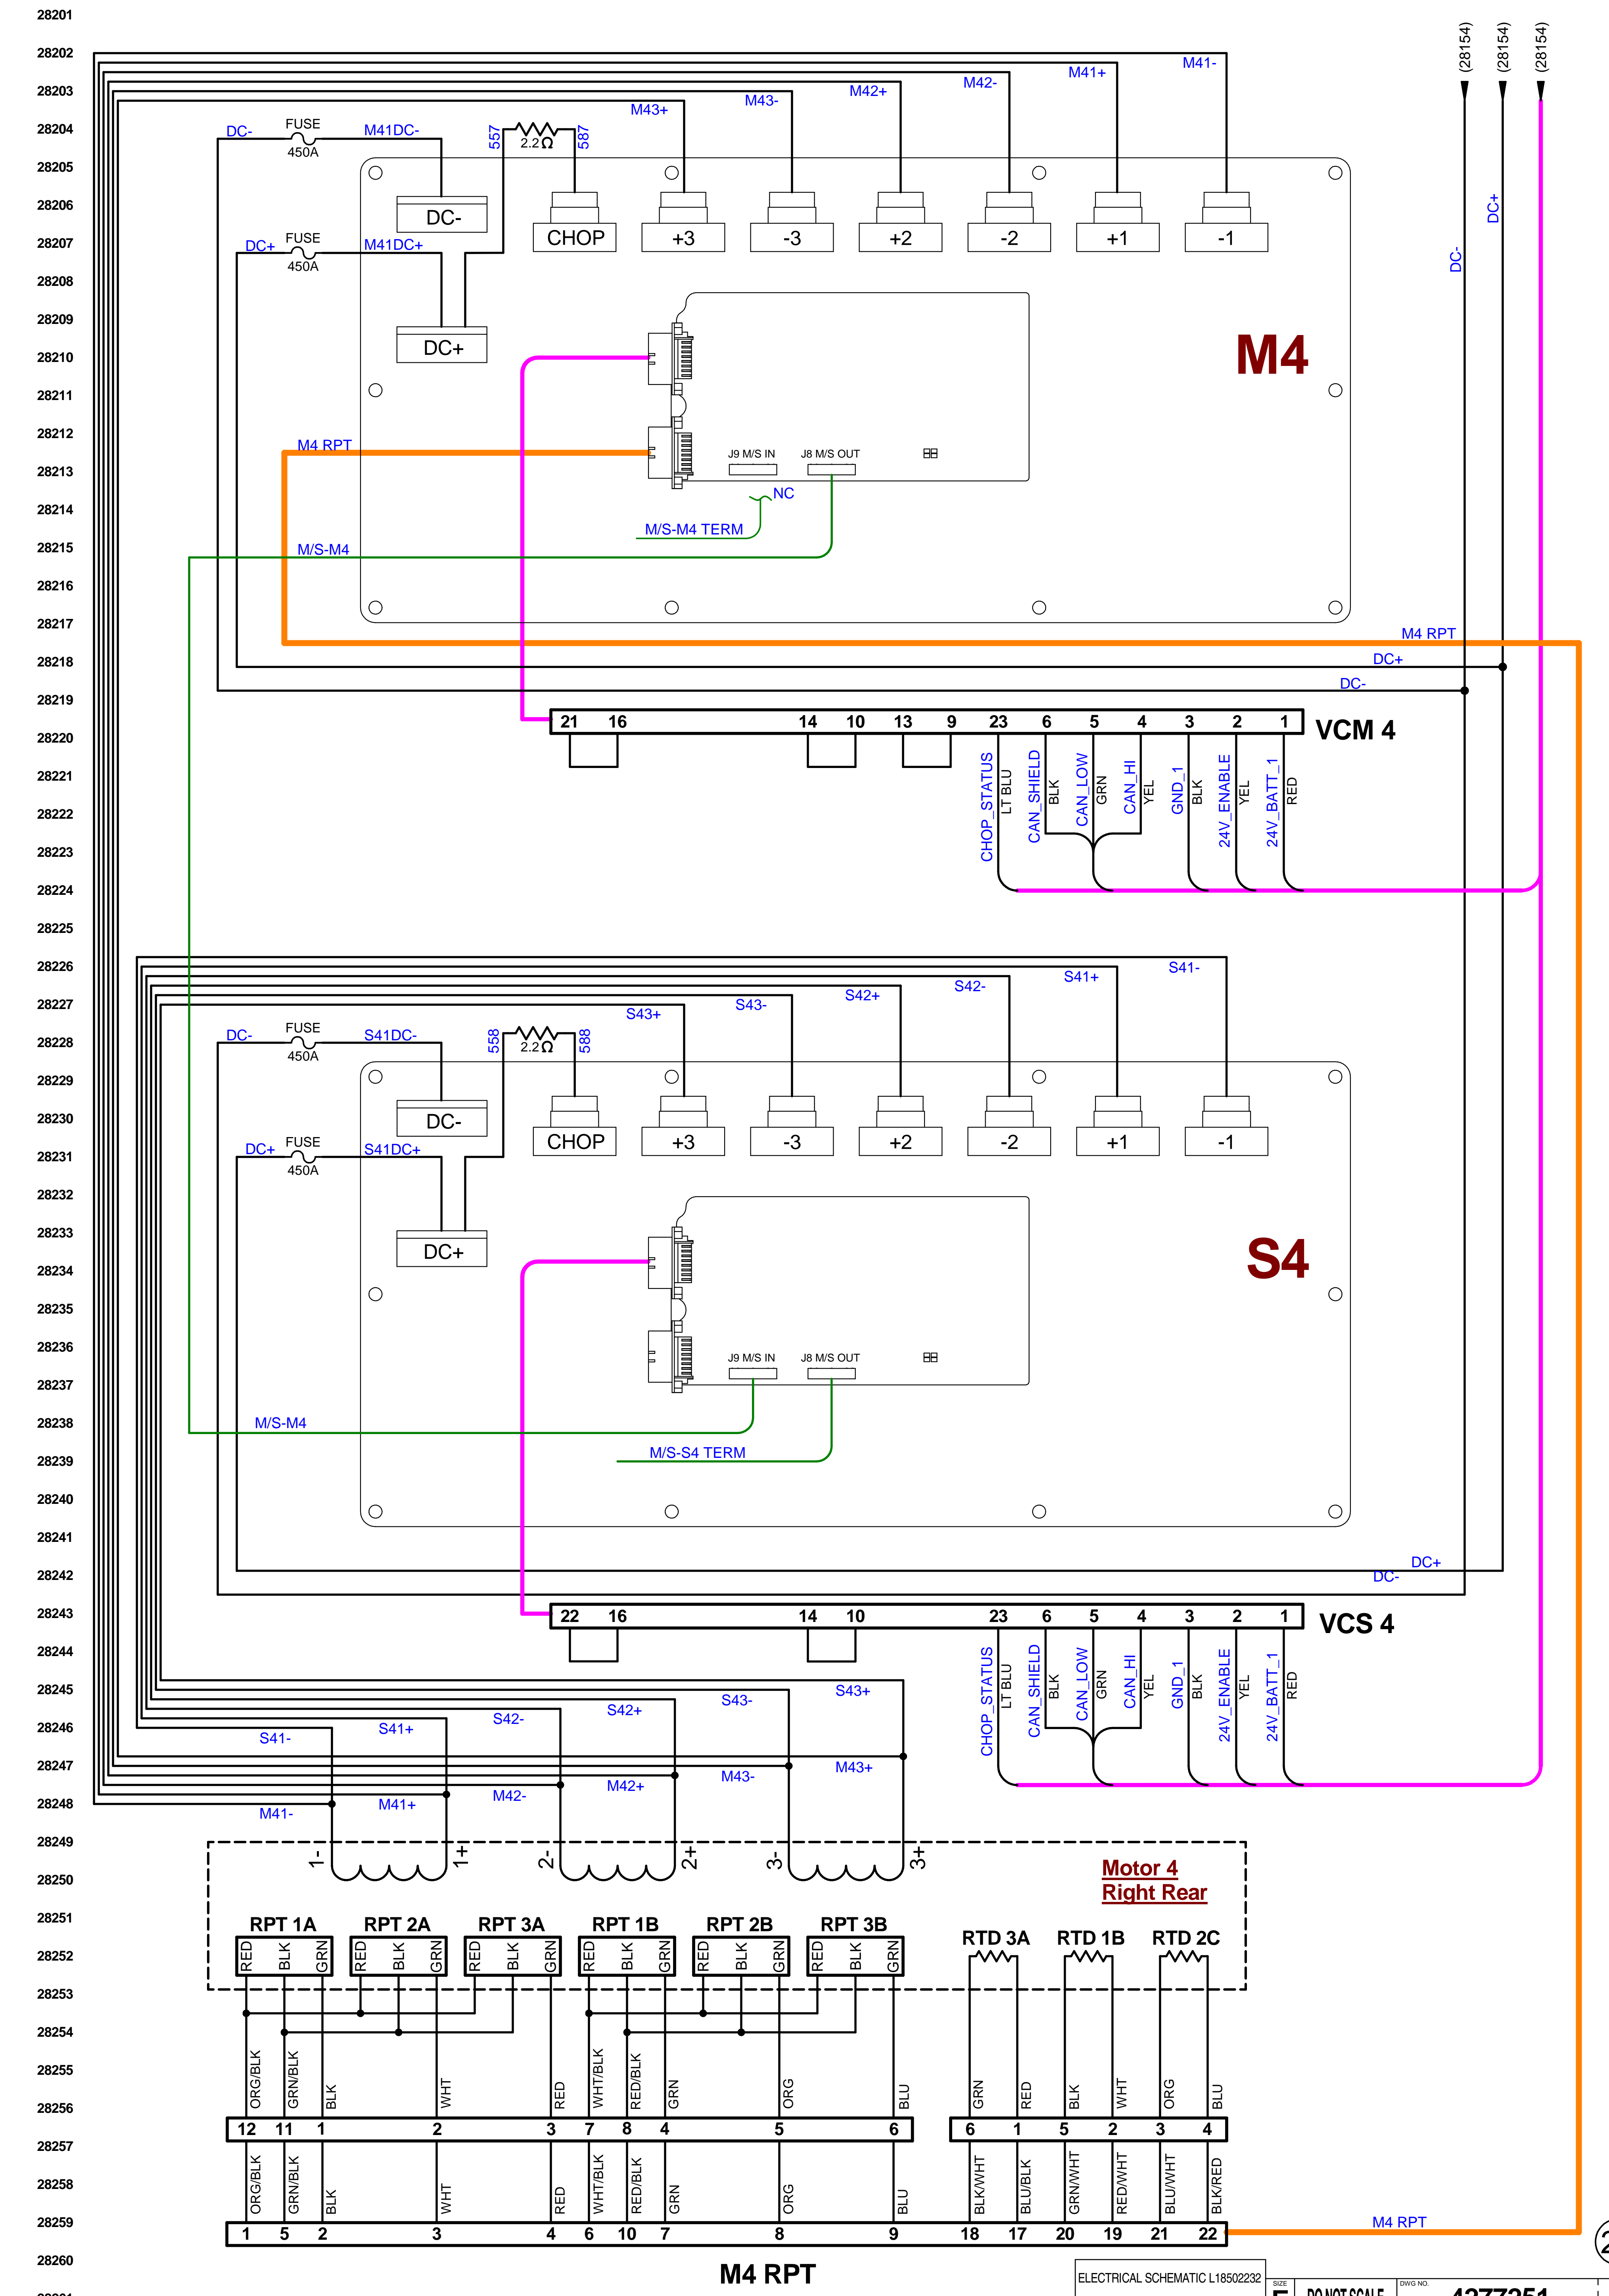 28201
28202
28203
28204
28205
28206
28207
28208
28209
28210
28211
28212
28213
28214
28215
28216
28217
28218
28219
28220
28221
28222
28223
28224
28225
28226
28227
28228
28229
28230
28231
28232
28233
28234
28235
28236
28237
28238
28239
28240
28241
28242
28243
28244
28245
28246
28247
28248
28249
28250
28251
28252
28253
28254
28255
28256
28257
28258
28259
28260
(28154) (28154) (28154)
M43+ M43- M42+ M42- M41+ M41-
DC- FUSE 450A M41DC- 557 2.2Ω 587
DC+ FUSE 450A M41DC+
DC- CHOP +3 -3 +2 -2 +1 -1
DC+
M4
DC- DC+
M4 RPT
J9 M/S IN J8 M/S OUT
NC
M/S-M4 TERM
M/S-M4
M4 RPT
DC+
DC-
21 16 14 10 13 9 23 6 5 4 3 2 1 VCM 4
CHOP_STATUS LT BLU
CAN_SHIELD BLK
CAN_LOW GRN
CAN_HI YEL
GND_1 BLK
24V_ENABLE YEL
24V_BATT_1 RED
S43+ S43- S42+ S42- S41+ S41-
DC- FUSE 450A S41DC- 558 2.2Ω 588
DC+ FUSE 450A S41DC+
DC- CHOP +3 -3 +2 -2 +1 -1
DC+
S4
J9 M/S IN J8 M/S OUT
M/S-M4
M/S-S4 TERM
DC+
DC-
22 16 14 10 23 6 5 4 3 2 1 VCS 4
CHOP_STATUS LT BLU
CAN_SHIELD BLK
CAN_LOW GRN
CAN_HI YEL
GND_1 BLK
24V_ENABLE YEL
24V_BATT_1 RED
S41- S41+ S42- S42+ S43- S43+
M41- M41+ M42- M42+ M43- M43+
1- 1+ 2- 2+ 3- 3+
Motor 4
Right Rear
RPT 1A RPT 2A RPT 3A RPT 1B RPT 2B RPT 3B RTD 3A RTD 1B RTD 2C
RED BLK GRN RED BLK GRN RED BLK GRN RED BLK GRN RED BLK GRN RED BLK GRN
ORG/BLK GRN/BLK BLK WHT RED WHT/BLK RED/BLK GRN ORG BLU GRN RED BLK WHT ORG BLU
12 11 1 2 3 7 8 4 5 6 6 1 5 2 3 4
ORG/BLK GRN/BLK BLK WHT RED WHT/BLK RED/BLK GRN ORG BLU BLK/WHT BLU/BLK GRN/WHT RED/WHT BLU/WHT BLK/RED
1 5 2 3 4 6 10 7 8 9 18 17 20 19 21 22
M4 RPT
M4 RPT
ELECTRICAL SCHEMATIC L18502232
SIZE
DWG NO.